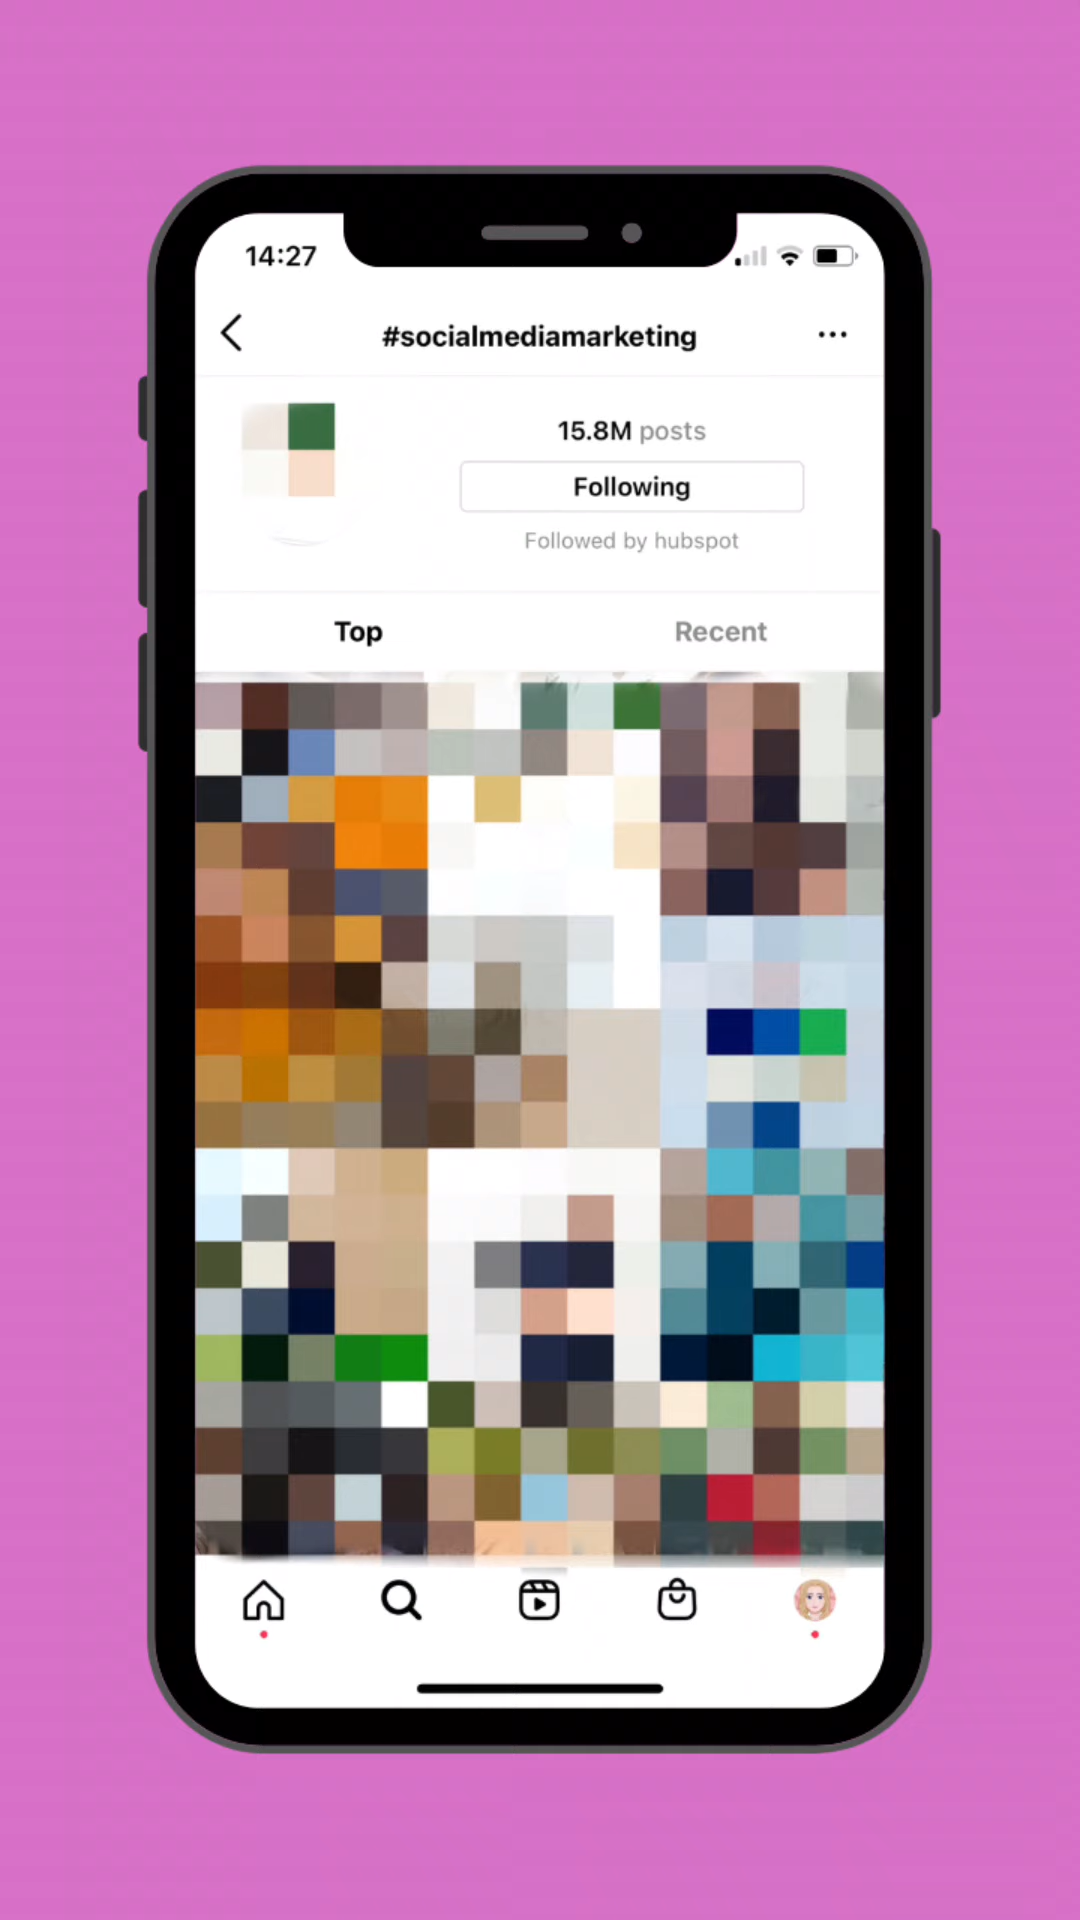 14:27
#socialmediamarketing
15.8M posts
Following
Followed by hubspot
Top
Recent